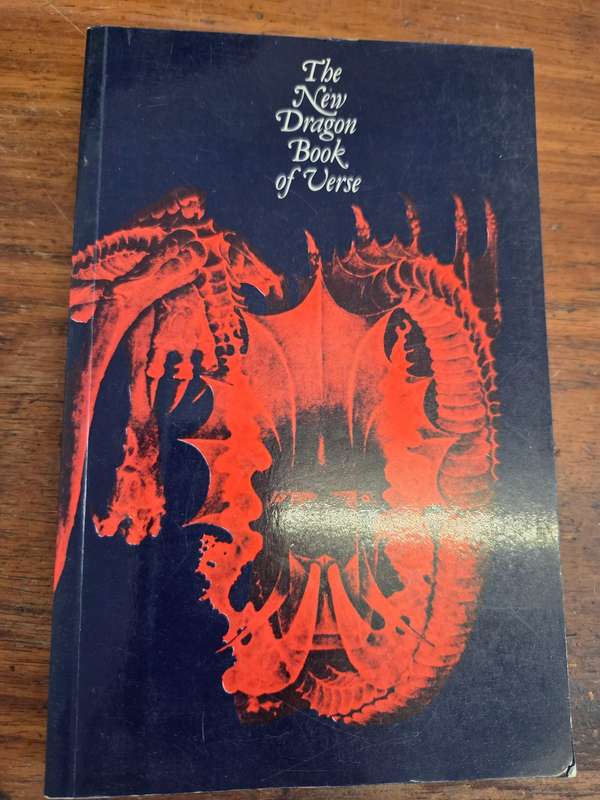 The
New
Dragon
Book
of Verse